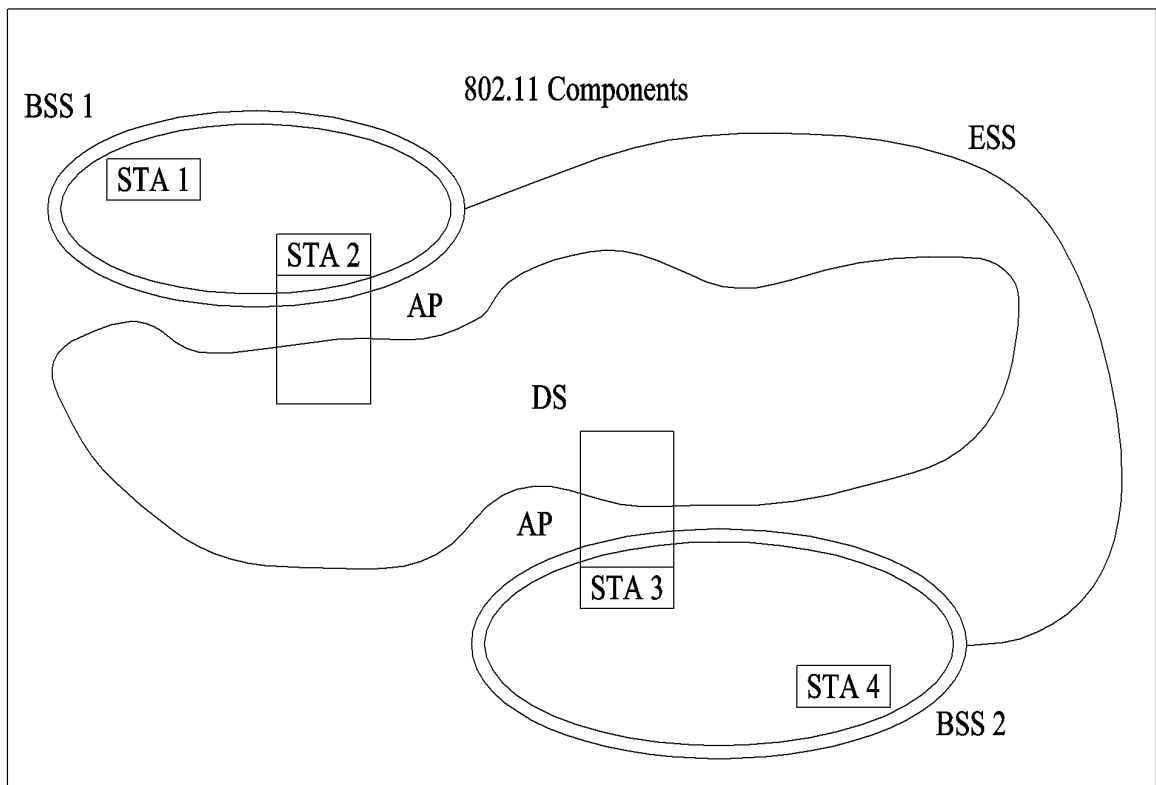 802.11 Components
BSS 1
ESS
STA 1
STA 2
AP
DS
AP
STA 3
STA 4
BSS 2